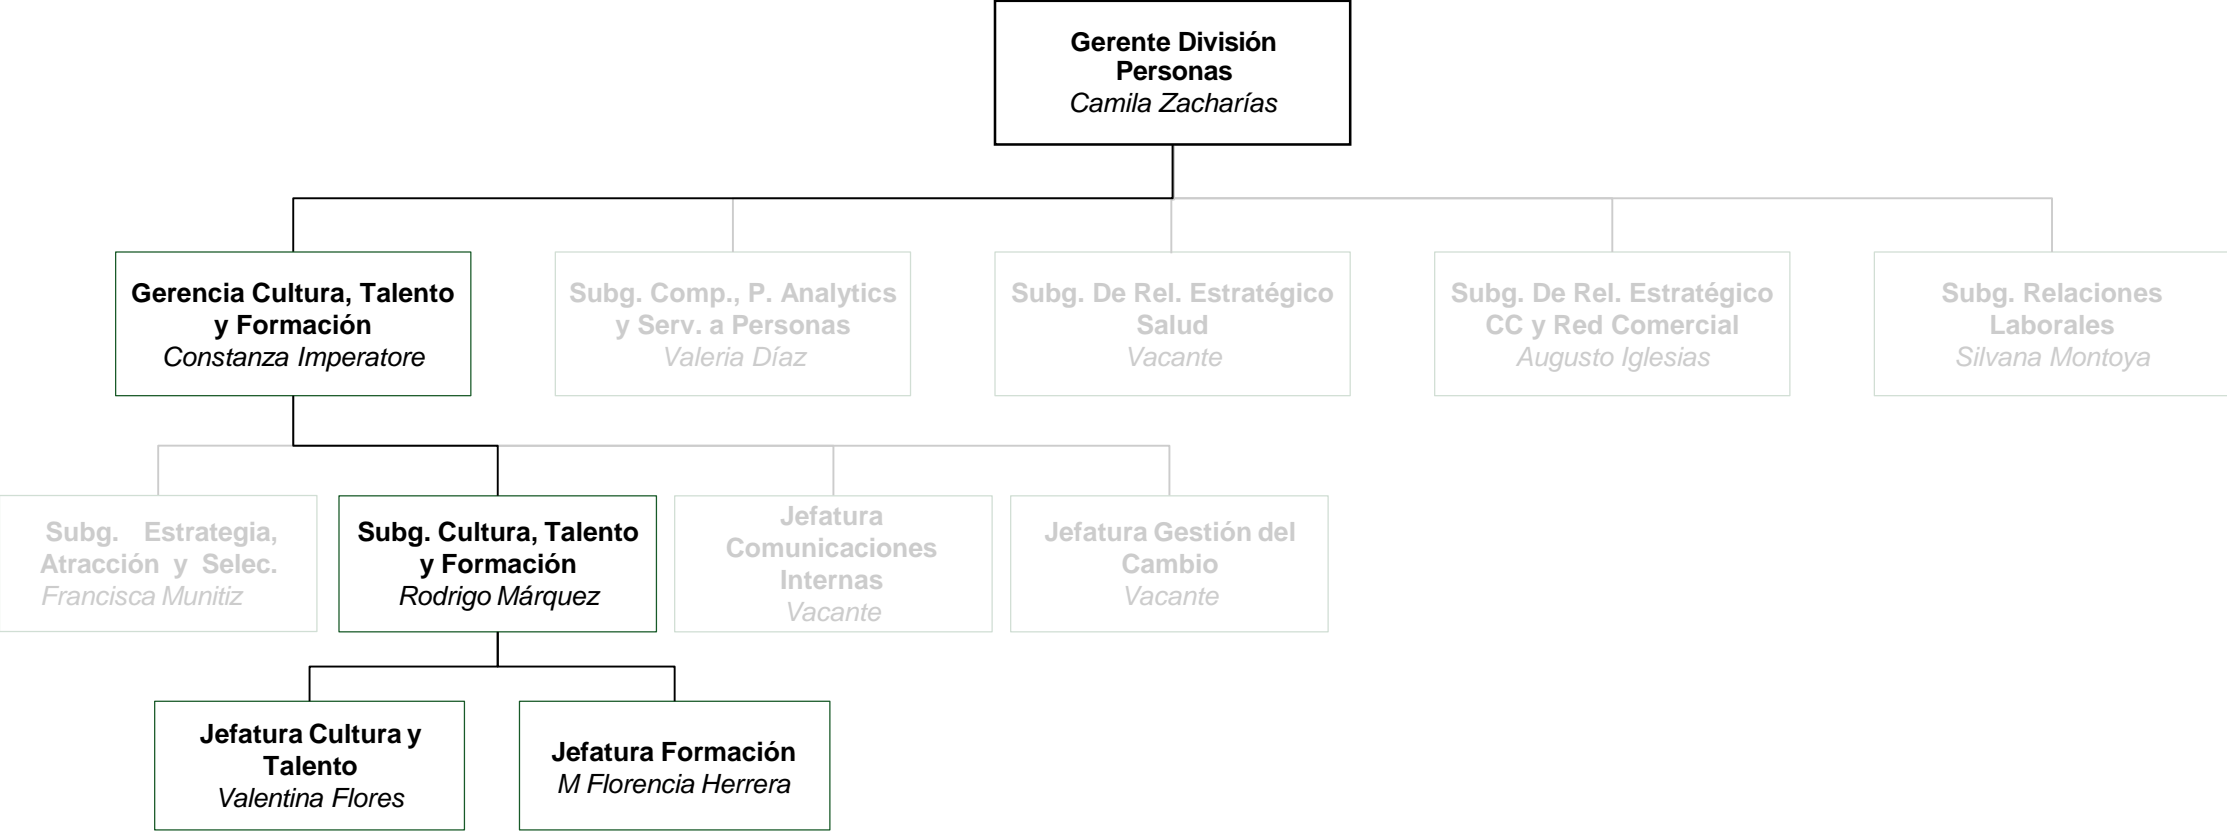 Gerente División
Personas
Camila Zacharías
Gerencia Cultura, Talento
y Formación
Constanza Imperatore
Subg. Comp., P. Analytics
y Serv. a Personas
Valeria Díaz
Subg. De Rel. Estratégico
Salud
Vacante
Subg. De Rel. Estratégico
CC y Red Comercial
Augusto Iglesias
Subg. Relaciones
Laborales
Silvana Montoya
Subg. Estrategia,
Atracción y Selec.
Francisca Munitiz
Subg. Cultura, Talento
y Formación
Rodrigo Márquez
Jefatura
Comunicaciones
Internas
Vacante
Jefatura Gestión del
Cambio
Vacante
Jefatura Cultura y
Talento
Valentina Flores
Jefatura Formación
M Florencia Herrera